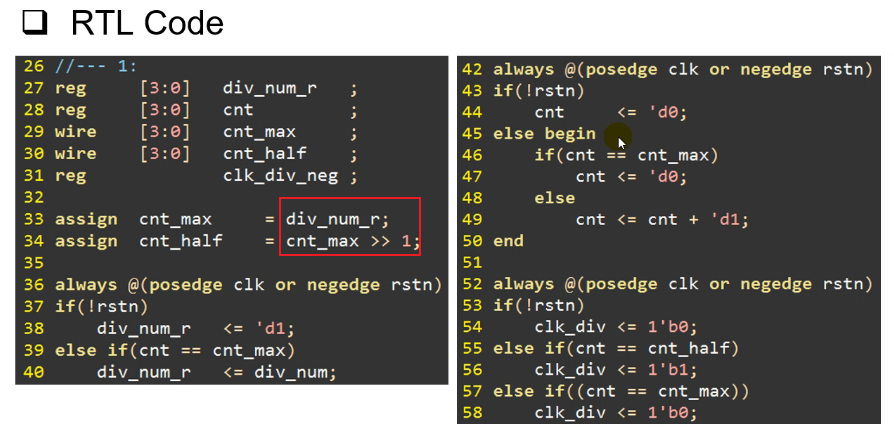 RTL Code
26 //--- 1:
27 reg [3:0] div_num_r ;
28 reg [3:0] cnt ;
29 wire [3:0] cnt_max ;
30 wire [3:0] cnt_half ;
31 reg clk_div_neg ;
32
33 assign cnt_max = div_num_r;
34 assign cnt_half = cnt_max >> 1;
35
36 always @(posedge clk or negedge rstn)
37 if(!rstn)
38 div_num_r <= 'd1;
39 else if(cnt == cnt_max)
40 div_num_r <= div_num;
42 always @(posedge clk or negedge rstn)
43 if(!rstn)
44 cnt <= 'd0;
45 else begin
46 if(cnt == cnt_max)
47 cnt <= 'd0;
48 else
49 cnt <= cnt + 'd1;
50 end
51
52 always @(posedge clk or negedge rstn)
53 if(!rstn)
54 clk_div <= 1'b0;
55 else if(cnt == cnt_half)
56 clk_div <= 1'b1;
57 else if((cnt == cnt_max))
58 clk_div <= 1'b0;